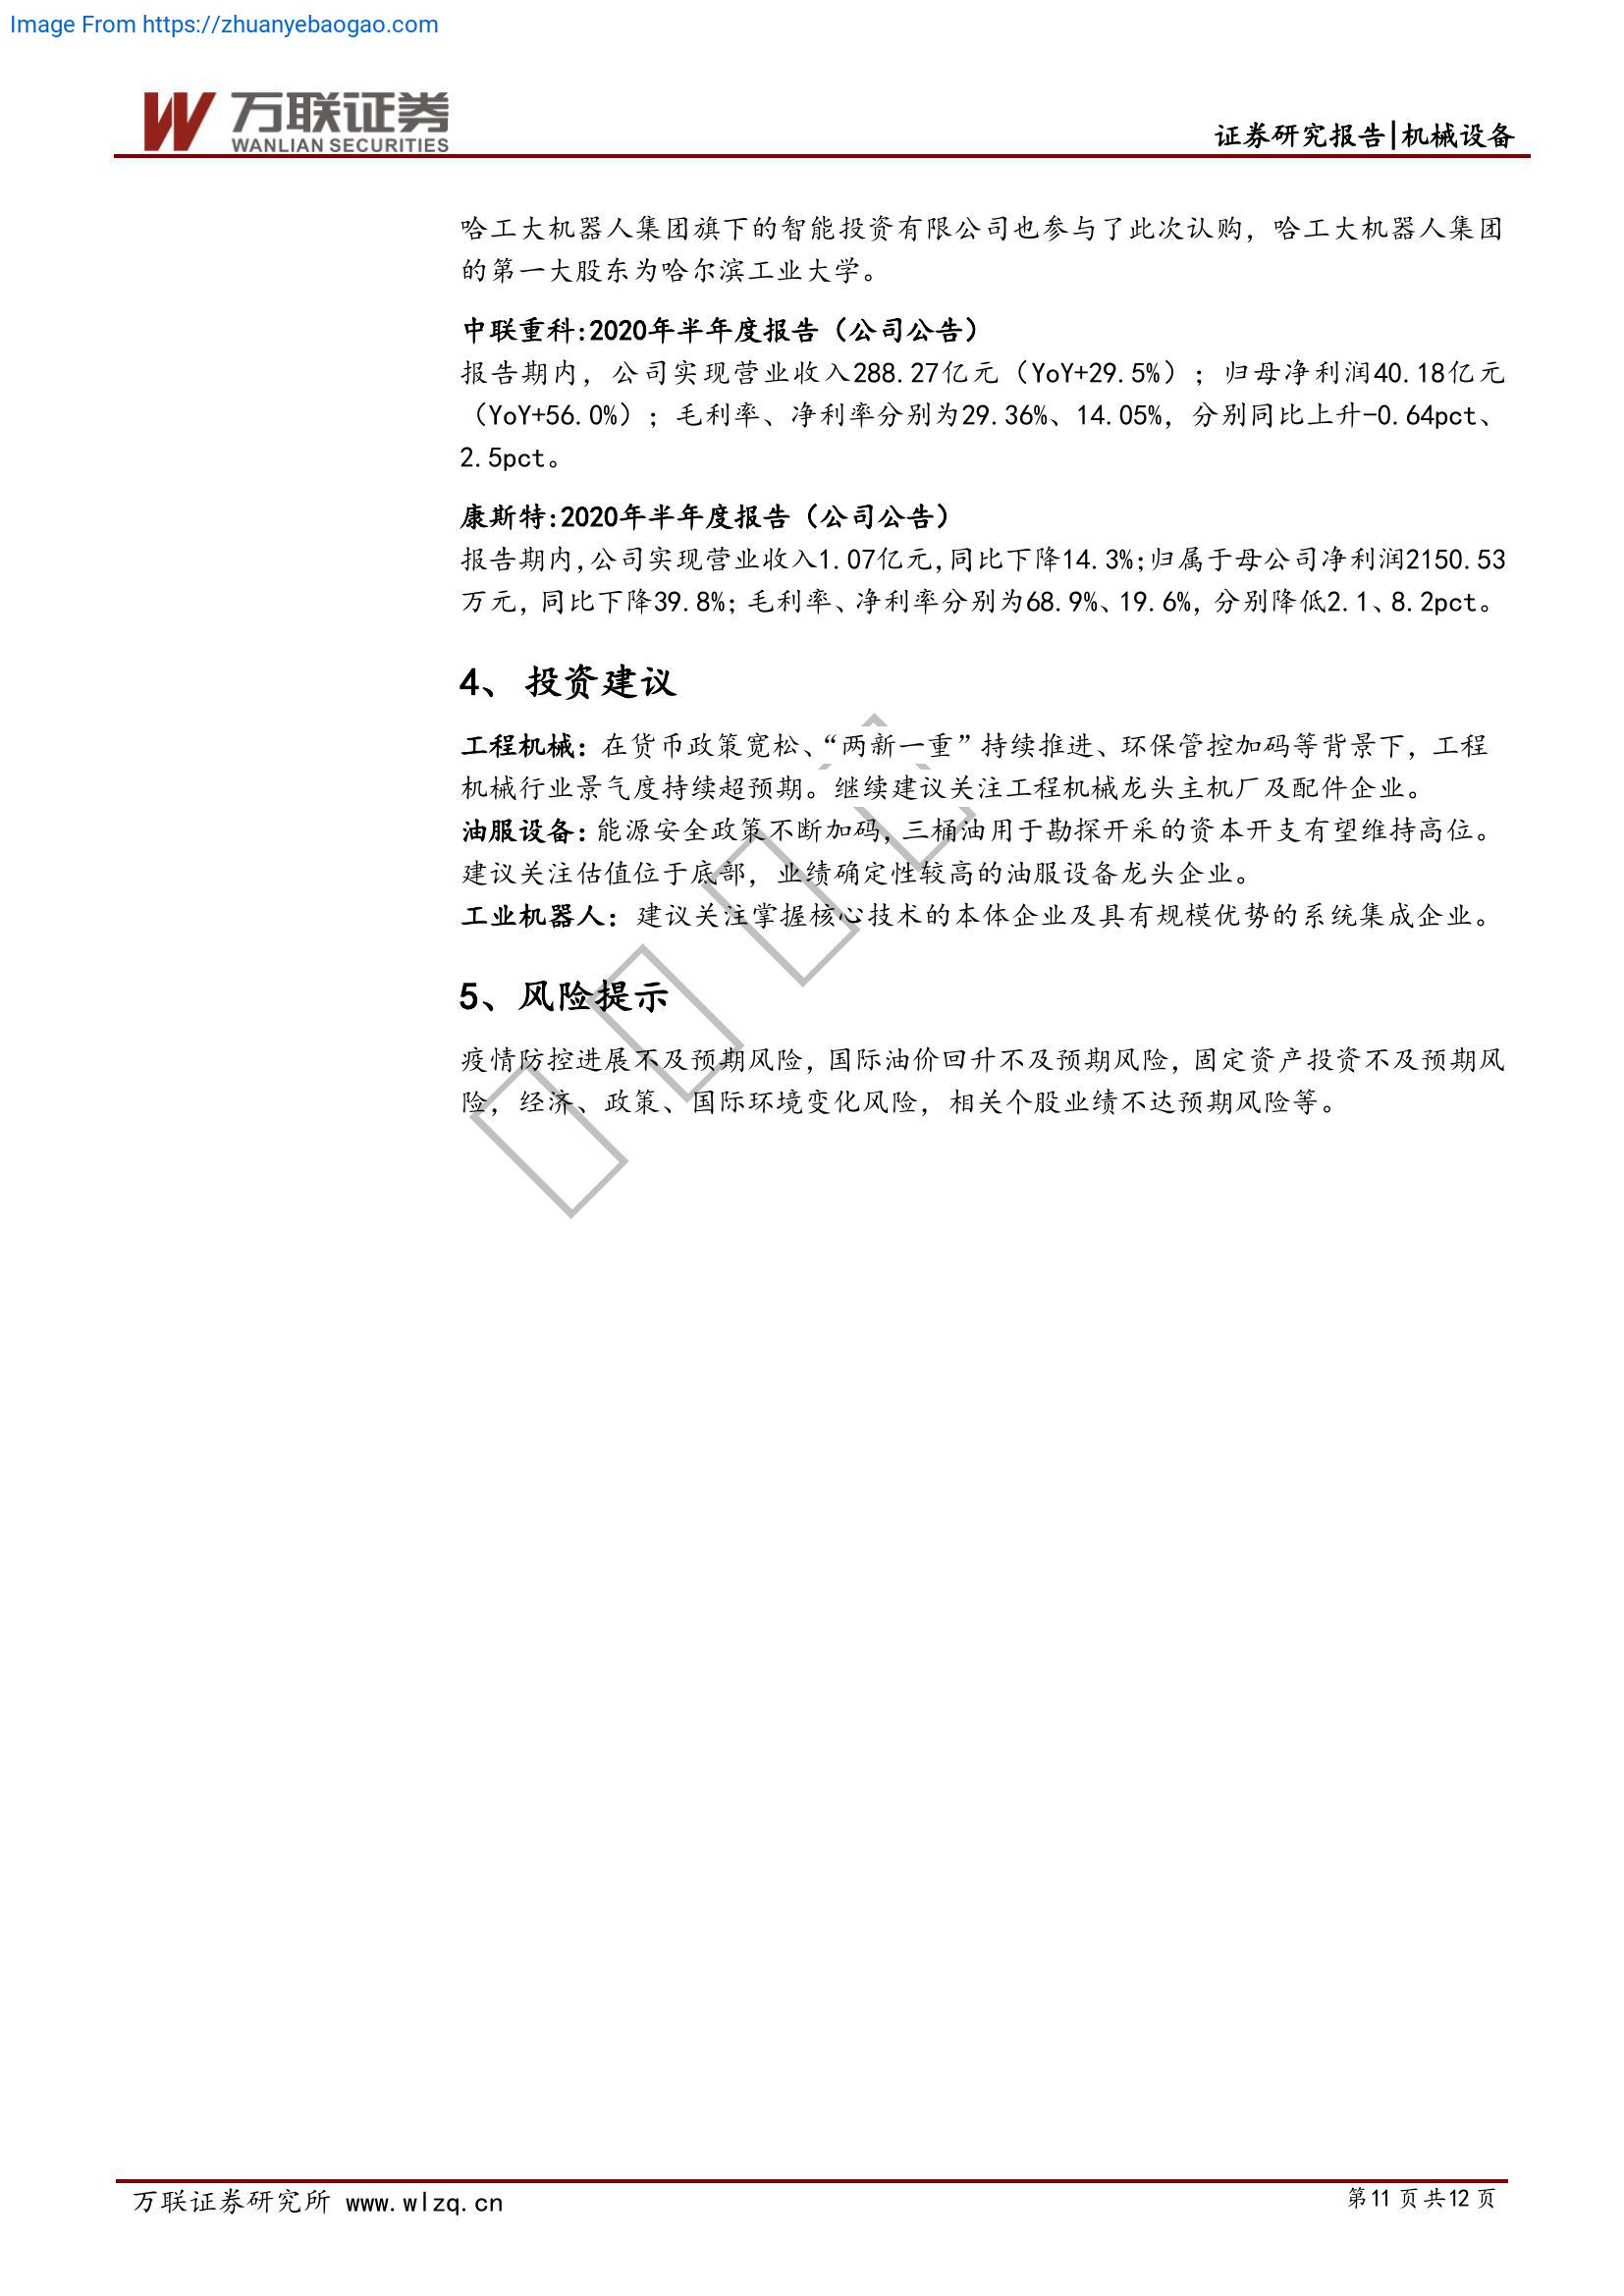 Image From https://zhuanyebaogao.com
万联证券
WANLIAN SECURITIES
证券研究报告|机械设备
哈工大机器人集团旗下的智能投资有限公司也参与了此次认购，哈工大机器人集团
的第一大股东为哈尔滨工业大学。
中联重科:2020年半年度报告（公司公告）
报告期内，公司实现营业收入288.27亿元（YoY+29.5%）；归母净利润40.18亿元
（YoY+56.0%）；毛利率、净利率分别为29.36%、14.05%，分别同比上升-0.64pct、
2.5pct。
康斯特:2020年半年度报告（公司公告）
报告期内,公司实现营业收入1.07亿元,同比下降14.3%;归属于母公司净利润2150.53
万元,同比下降39.8%;毛利率、净利率分别为68.9%、19.6%,分别降低2.1、8.2pct。
4、 投资建议
工程机械：在货币政策宽松、“两新一重”持续推进、环保管控加码等背景下，工程
机械行业景气度持续超预期。继续建议关注工程机械龙头主机厂及配件企业。
油服设备:能源安全政策不断加码,三桶油用于勘探开采的资本开支有望维持高位。
建议关注估值位于底部，业绩确定性较高的油服设备龙头企业。
工业机器人：建议关注掌握核心技术的本体企业及具有规模优势的系统集成企业。
5、风险提示
疫情防控进展不及预期风险,国际油价回升不及预期风险,固定资产投资不及预期风
险，经济、政策、国际环境变化风险，相关个股业绩不达预期风险等。
万联证券研究所 www.wlzq.cn
第11 页共12 页